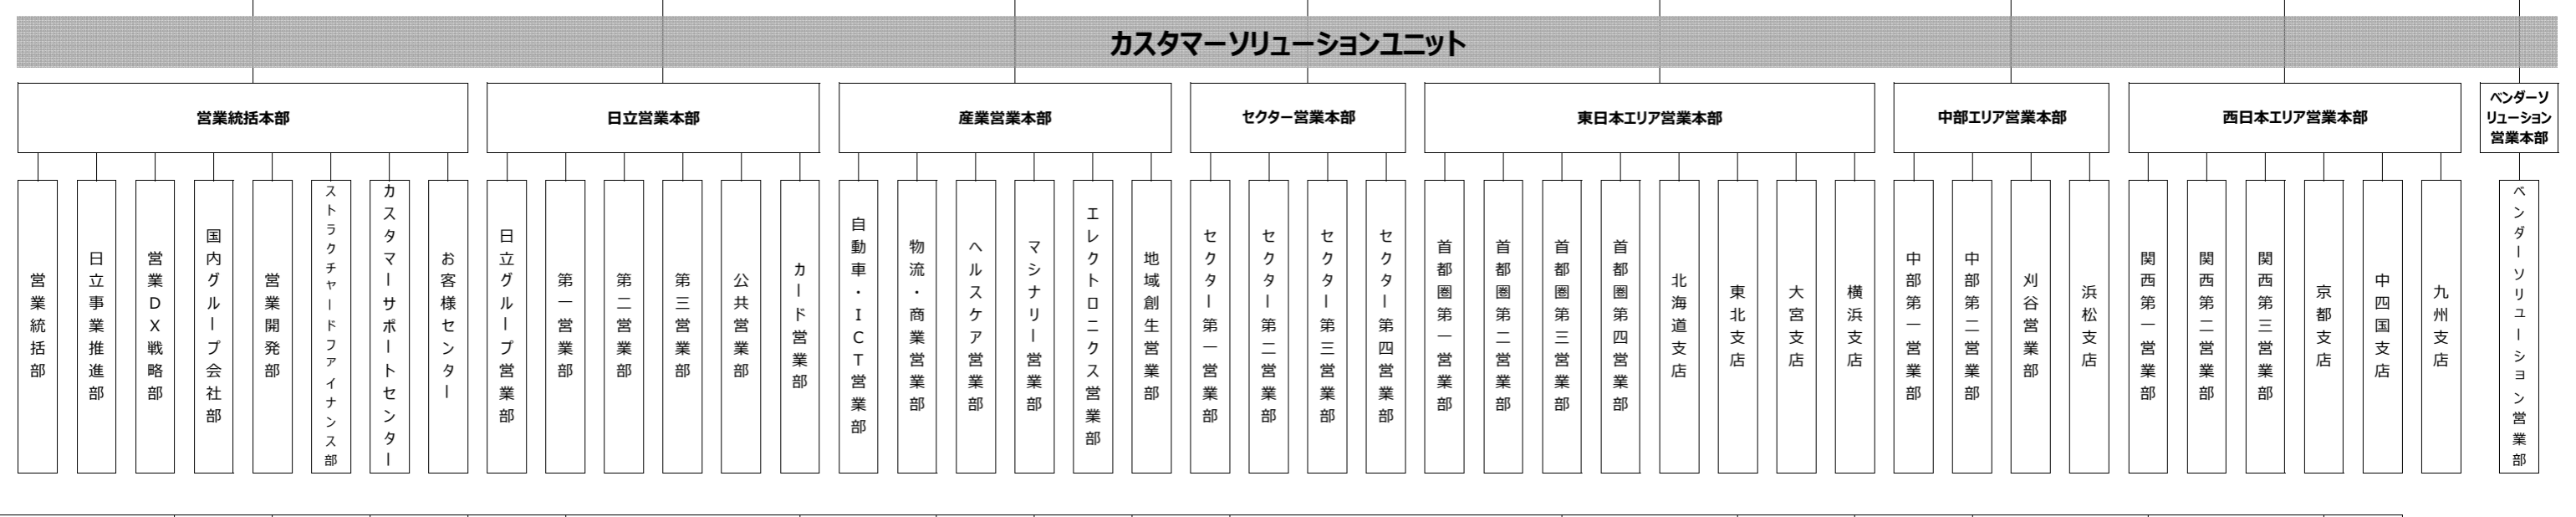 カスタマーソリューションユニット
営業統括本部
日立営業本部
産業営業本部
セクター営業本部
東日本エリア営業本部
中部エリア営業本部
西日本エリア営業本部
ベンダーソ
リューション
営業本部
営業統括部
日立事業推進部
営業DX戦略部
国内グループ会社部
営業開発部
ストラクチャードファイナンス部
カスタマーサポートセンター
お客様センター
日立グループ営業部
第一営業部
第二営業部
第三営業部
公共営業部
カード営業部
自動車・ICT営業部
物流・商業営業部
ヘルスケア営業部
マシナリー営業部
エレクトロニクス営業部
地域創生営業部
セクター第一営業部
セクター第二営業部
セクター第三営業部
セクター第四営業部
首都圏第一営業部
首都圏第二営業部
首都圏第三営業部
首都圏第四営業部
北海道支店
東北支店
大宮支店
横浜支店
中部第一営業部
中部第二営業部
刈谷営業部
浜松支店
関西第一営業部
関西第二営業部
関西第三営業部
京都支店
中四国支店
九州支店
ベンダーソリューション営業部